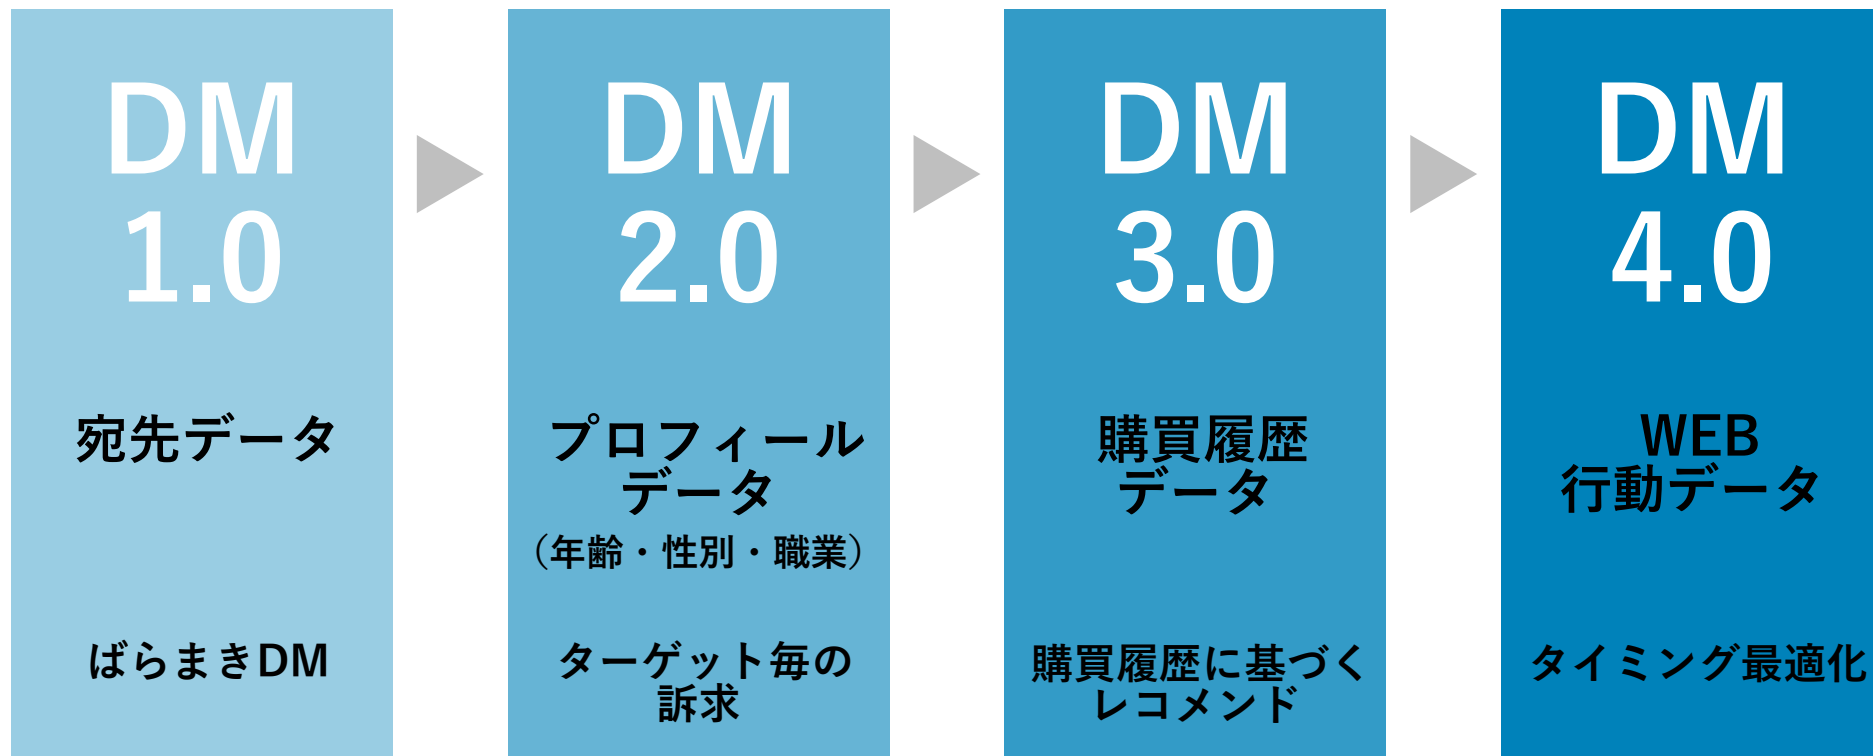 DM
1.0
宛先データ
ばらまきDM
DM
2.0
プロフィール
データ
（年齢・性別・職業）
ターゲット毎の
訴求
DM
3.0
購買履歴
データ
購買履歴に基づく
レコメンド
DM
4.0
WEB
行動データ
タイミング最適化